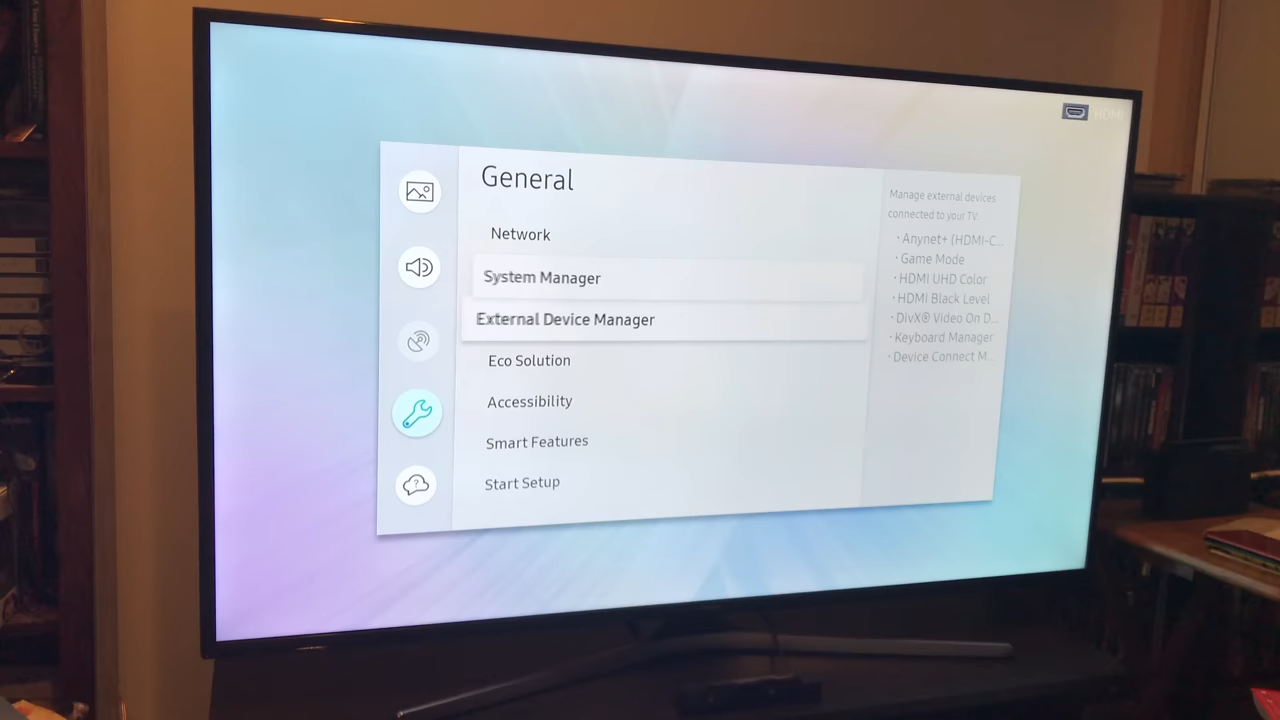 HDMI
General
Network
System Manager
External Device Manager
Eco Solution
Accessibility
Smart Features
Start Setup
Manage external devices
connected to your TV.
· Anynet+ (HDMI-C...
· Game Mode
· HDMI UHD Color
· HDMI Black Level
· DivX® Video On D...
· Keyboard Manager
· Device Connect M...